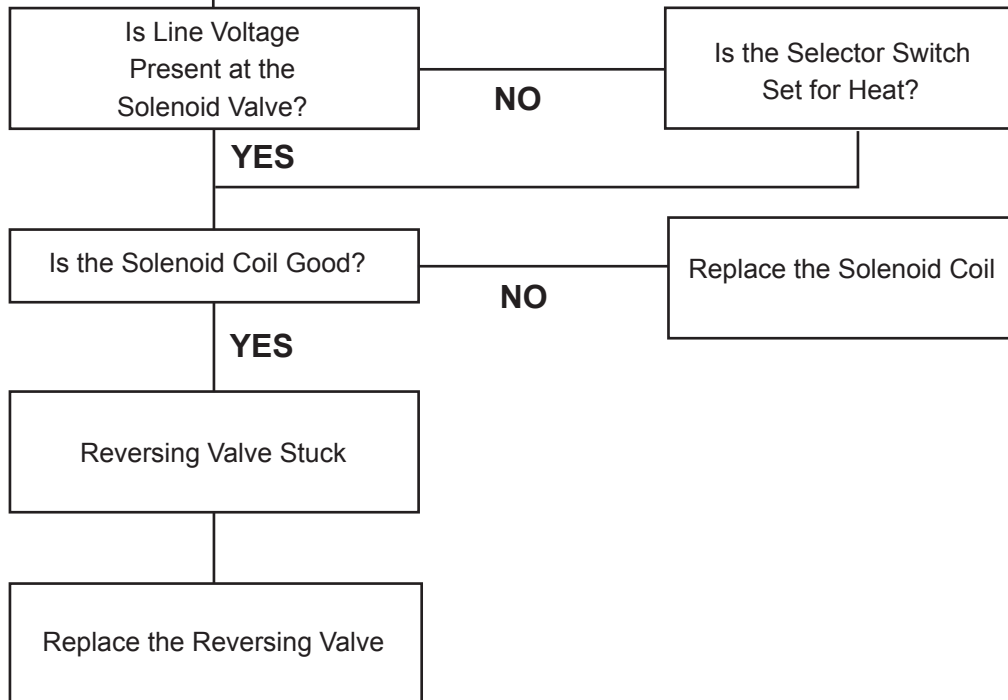 Is Line Voltage
Present at the
Solenoid Valve?
NO
Is the Selector Switch
Set for Heat?
YES
Is the Solenoid Coil Good?
NO
Replace the Solenoid Coil
YES
Reversing Valve Stuck
Replace the Reversing Valve